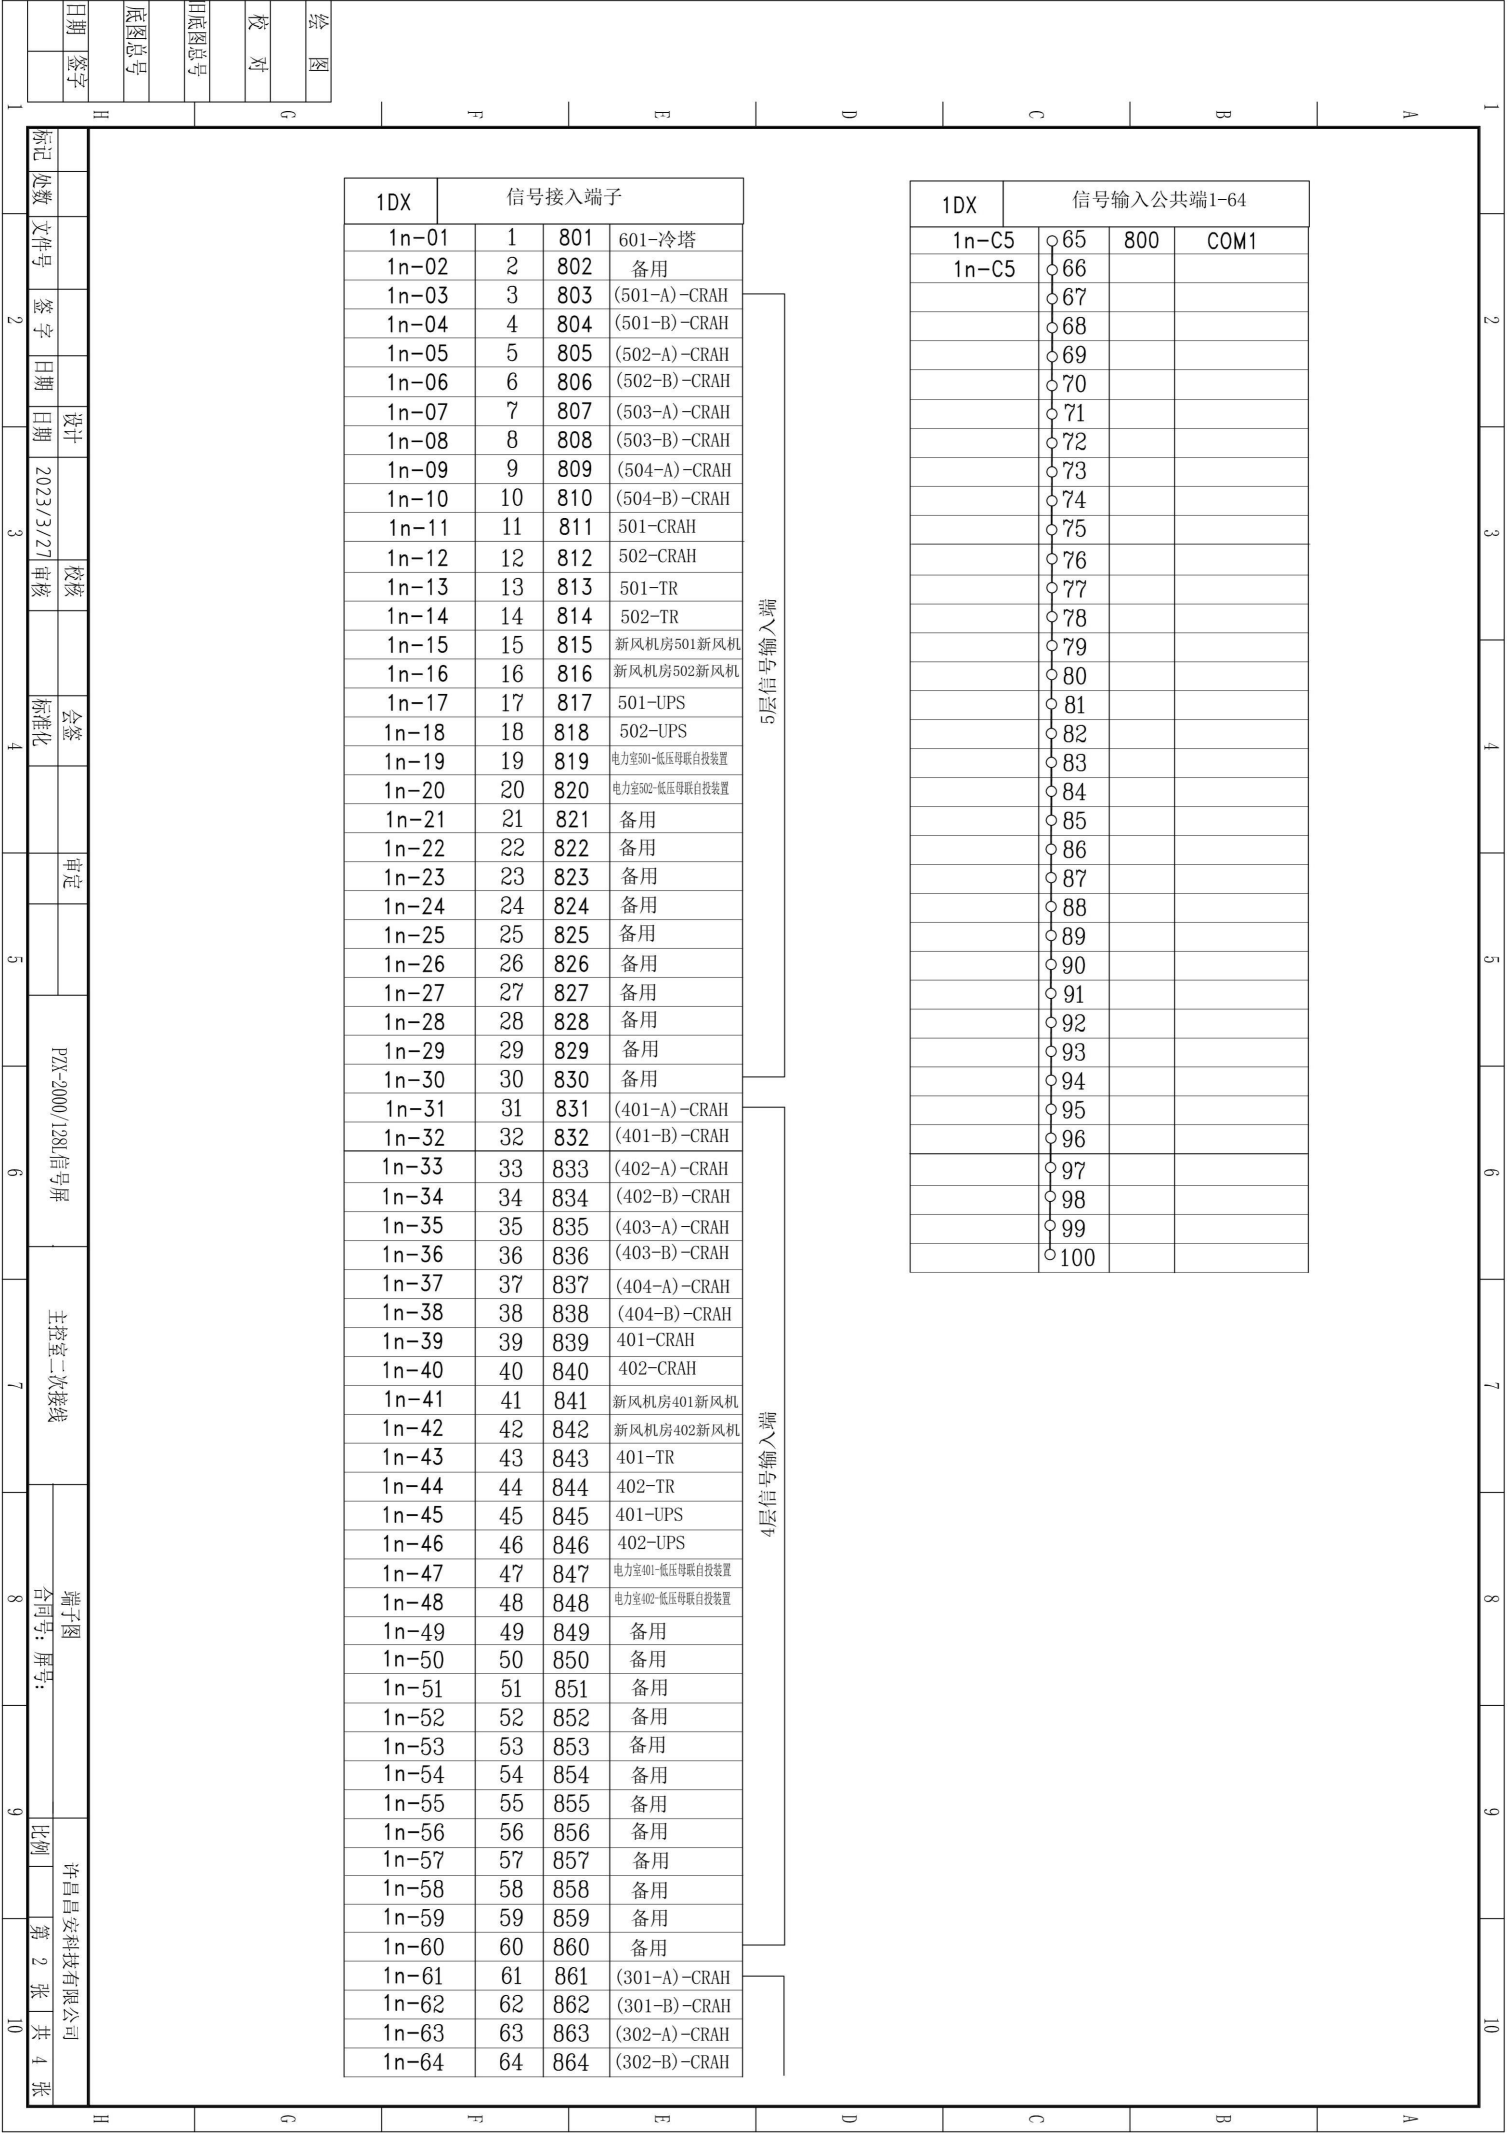 绘 图
校 对
旧底图总号
底图总号
日期 签字
1 H G F E D C B A 1
1DX 信号接入端子
1n-01 1 801 601-冷塔
1n-02 2 802 备用
1n-03 3 803 (501-A)-CRAH
1n-04 4 804 (501-B)-CRAH
1n-05 5 805 (502-A)-CRAH
1n-06 6 806 (502-B)-CRAH
1n-07 7 807 (503-A)-CRAH
1n-08 8 808 (503-B)-CRAH
1n-09 9 809 (504-A)-CRAH
1n-10 10 810 (504-B)-CRAH
1n-11 11 811 501-CRAH
1n-12 12 812 502-CRAH
1n-13 13 813 501-TR
1n-14 14 814 502-TR
1n-15 15 815 新风机房501新风机
1n-16 16 816 新风机房502新风机
1n-17 17 817 501-UPS
1n-18 18 818 502-UPS
1n-19 19 819 电力室501-低压母联自投装置
1n-20 20 820 电力室502-低压母联自投装置
1n-21 21 821 备用
1n-22 22 822 备用
1n-23 23 823 备用
1n-24 24 824 备用
1n-25 25 825 备用
1n-26 26 826 备用
1n-27 27 827 备用
1n-28 28 828 备用
1n-29 29 829 备用
1n-30 30 830 备用
5层信号输入端
1n-31 31 831 (401-A)-CRAH
1n-32 32 832 (401-B)-CRAH
1n-33 33 833 (402-A)-CRAH
1n-34 34 834 (402-B)-CRAH
1n-35 35 835 (403-A)-CRAH
1n-36 36 836 (403-B)-CRAH
1n-37 37 837 (404-A)-CRAH
1n-38 38 838 (404-B)-CRAH
1n-39 39 839 401-CRAH
1n-40 40 840 402-CRAH
1n-41 41 841 新风机房401新风机
1n-42 42 842 新风机房402新风机
1n-43 43 843 401-TR
1n-44 44 844 402-TR
1n-45 45 845 401-UPS
1n-46 46 846 402-UPS
1n-47 47 847 电力室401-低压母联自投装置
1n-48 48 848 电力室402-低压母联自投装置
1n-49 49 849 备用
1n-50 50 850 备用
1n-51 51 851 备用
1n-52 52 852 备用
1n-53 53 853 备用
1n-54 54 854 备用
1n-55 55 855 备用
1n-56 56 856 备用
1n-57 57 857 备用
1n-58 58 858 备用
1n-59 59 859 备用
1n-60 60 860 备用
4层信号输入端
1n-61 61 861 (301-A)-CRAH
1n-62 62 862 (301-B)-CRAH
1n-63 63 863 (302-A)-CRAH
1n-64 64 864 (302-B)-CRAH
1DX 信号输入公共端1-64
1n-C5 65 800 COM1
1n-C5 66
67
68
69
70
71
72
73
74
75
76
77
78
79
80
81
82
83
84
85
86
87
88
89
90
91
92
93
94
95
96
97
98
99
100
2 2
3 3
4 4
5 5
6 6
7 7
8 8
9 9
10 10
H G F E D C B A
设计 校核 会签 审定
标记 处数 文件号 签 字 日期 日期 2023/3/27 审核 标准化
PZX-2000/128L信号屏
主控室二次接线
端子图
合同号: 屏号:
许昌昌安科技有限公司
比例 第 2 张 共 4 张